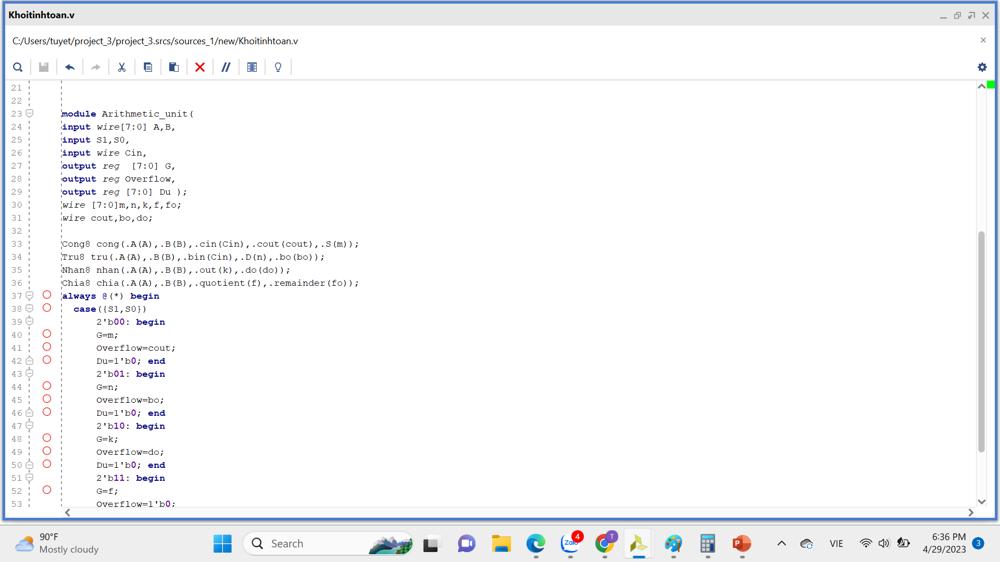 Khoitinhtoan.v
C:/Users/tuyet/project_3/project_3.srcs/sources_1/new/Khoitinhtoan.v
21
22
23 module Arithmetic_unit(
24 input wire[7:0] A,B,
25 input S1,S0,
26 input wire Cin,
27 output reg  [7:0] G,
28 output reg Overflow,
29 output reg [7:0] Du );
30 wire [7:0]m,n,k,f,fo;
31 wire cout,bo,do;
32
33 Cong8 cong(.A(A),.B(B),.cin(Cin),.cout(cout),.S(m));
34 Tru8 tru(.A(A),.B(B),.bin(Cin),.D(n),.bo(bo));
35 Nhan8 nhan(.A(A),.B(B),.out(k),.do(do));
36 Chia8 chia(.A(A),.B(B),.quotient(f),.remainder(fo));
37 always @(*) begin
38   case({S1,S0})
39       2'b00: begin
40       G=m;
41       Overflow=cout;
42       Du=1'b0; end
43       2'b01: begin
44       G=n;
45       Overflow=bo;
46       Du=1'b0; end
47       2'b10: begin
48       G=k;
49       Overflow=do;
50       Du=1'b0; end
51       2'b11: begin
52       G=f;
53       Overflow=1'b0;
90°F
Mostly cloudy
Search
Zalo
4
T
P
VIE
6:36 PM
4/29/2023
3